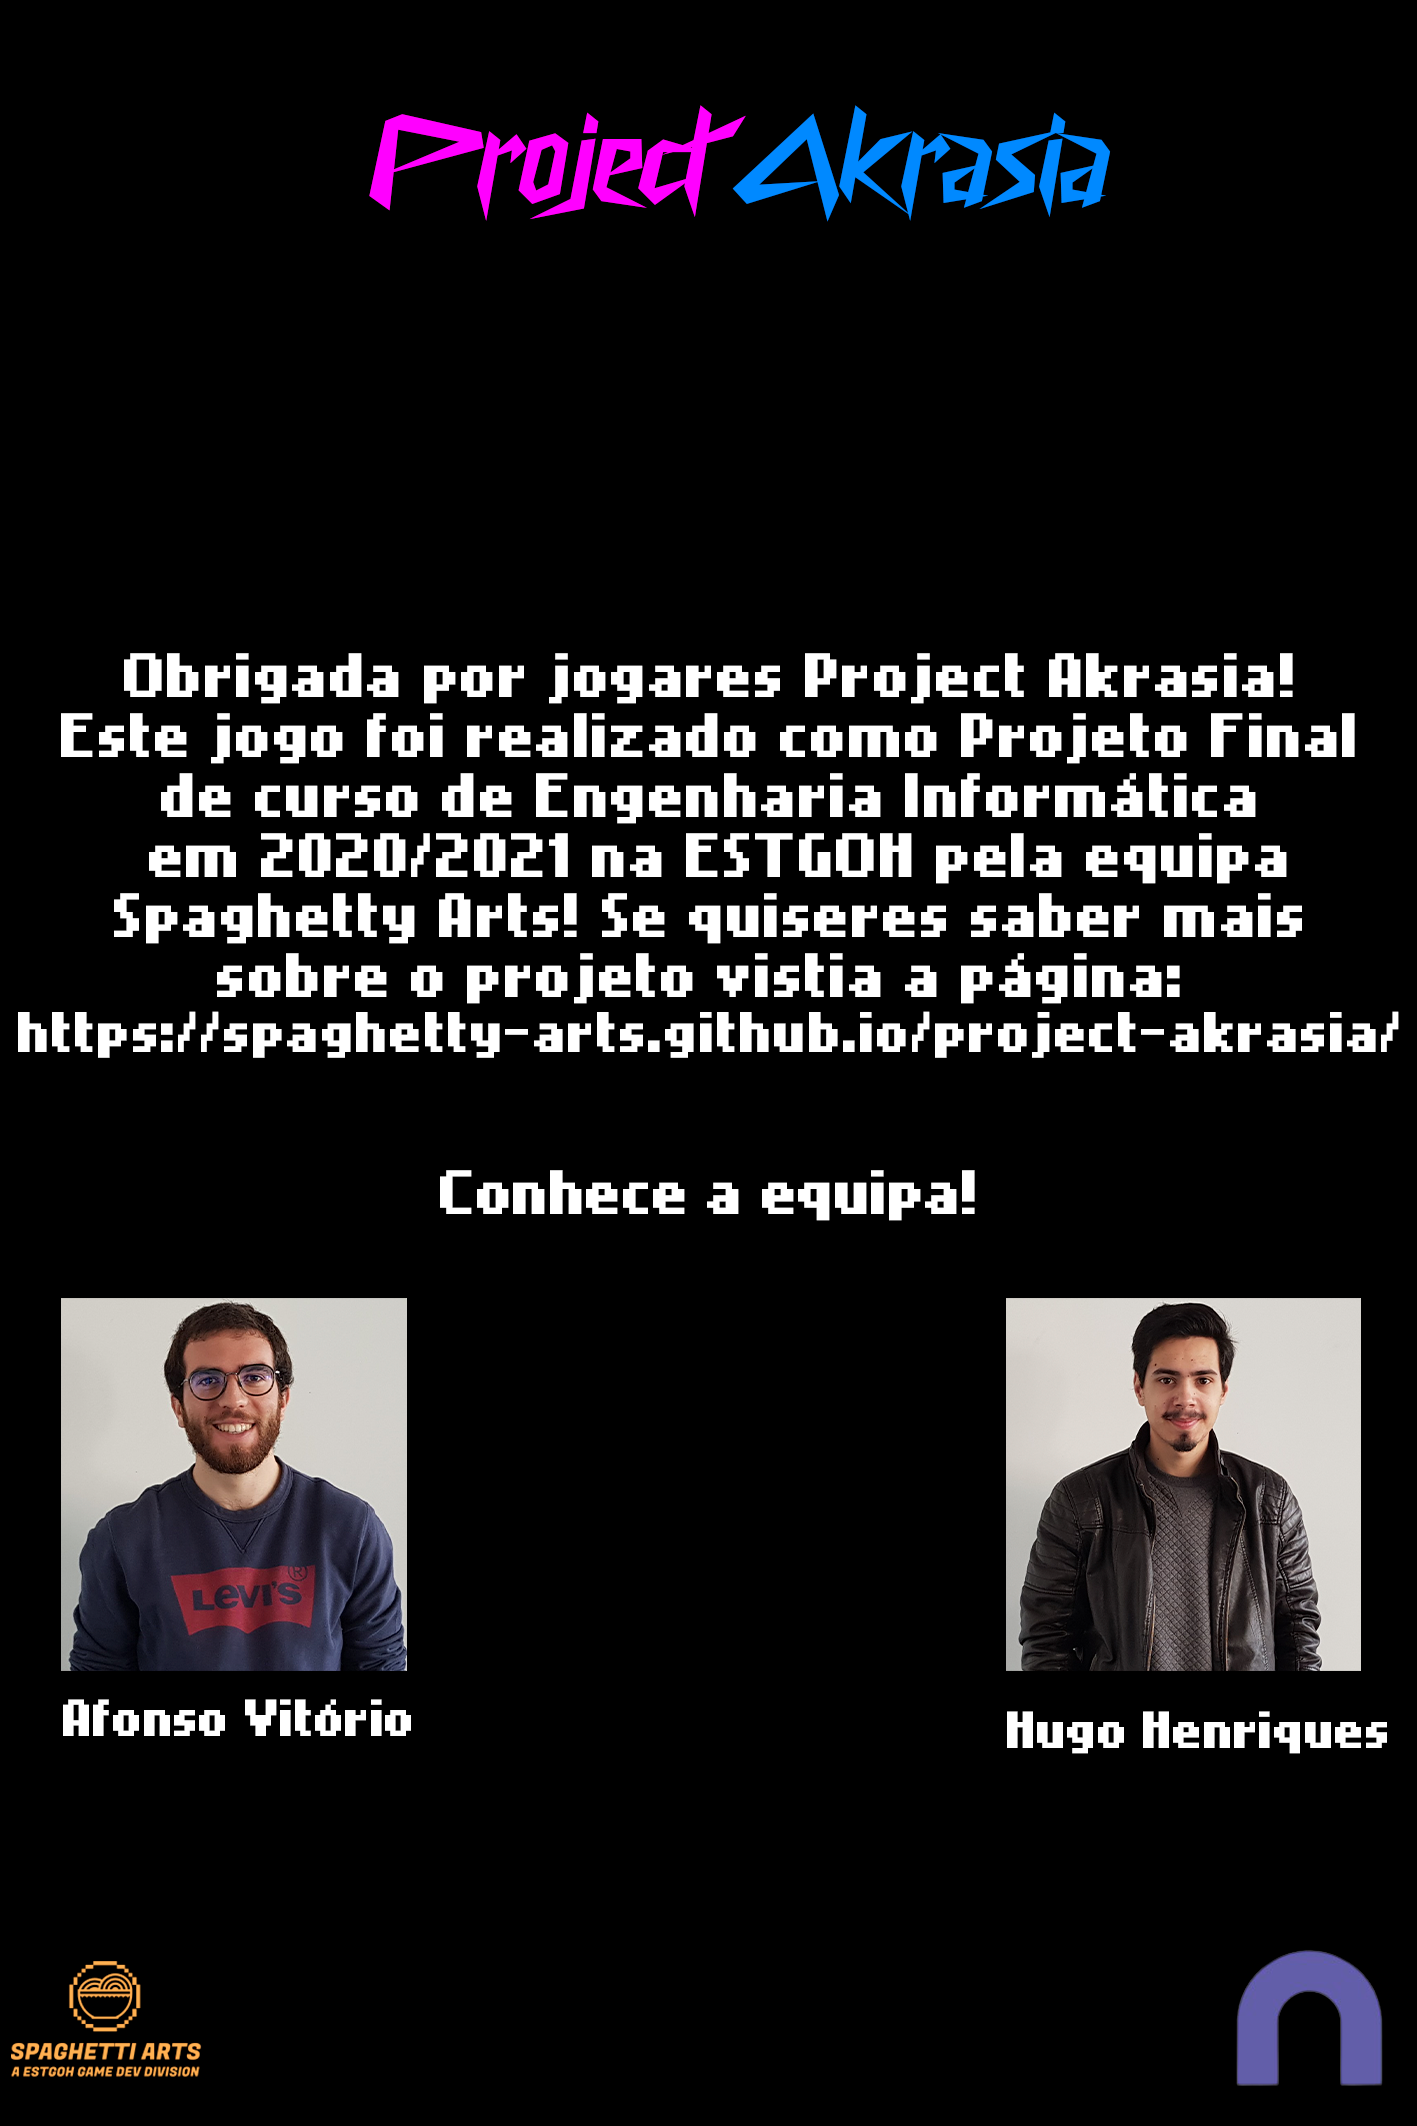 Project Akrasia
Obrigada por jogares Project Akrasia!
Este jogo foi realizado como Projeto Final
de curso de Engenharia Informática
em 2020/2021 na ESTGOH pela equipa
Spaghetty Arts! Se quiseres saber mais
sobre o projeto vistia a página:
https://spaghetty-arts.github.io/project-akrasia/
Conhece a equipa!
LEVI'S ®
Afonso Vitório
Hugo Henriques
SPAGHETTI ARTS
A ESTGOH GAME DEV DIVISION
n